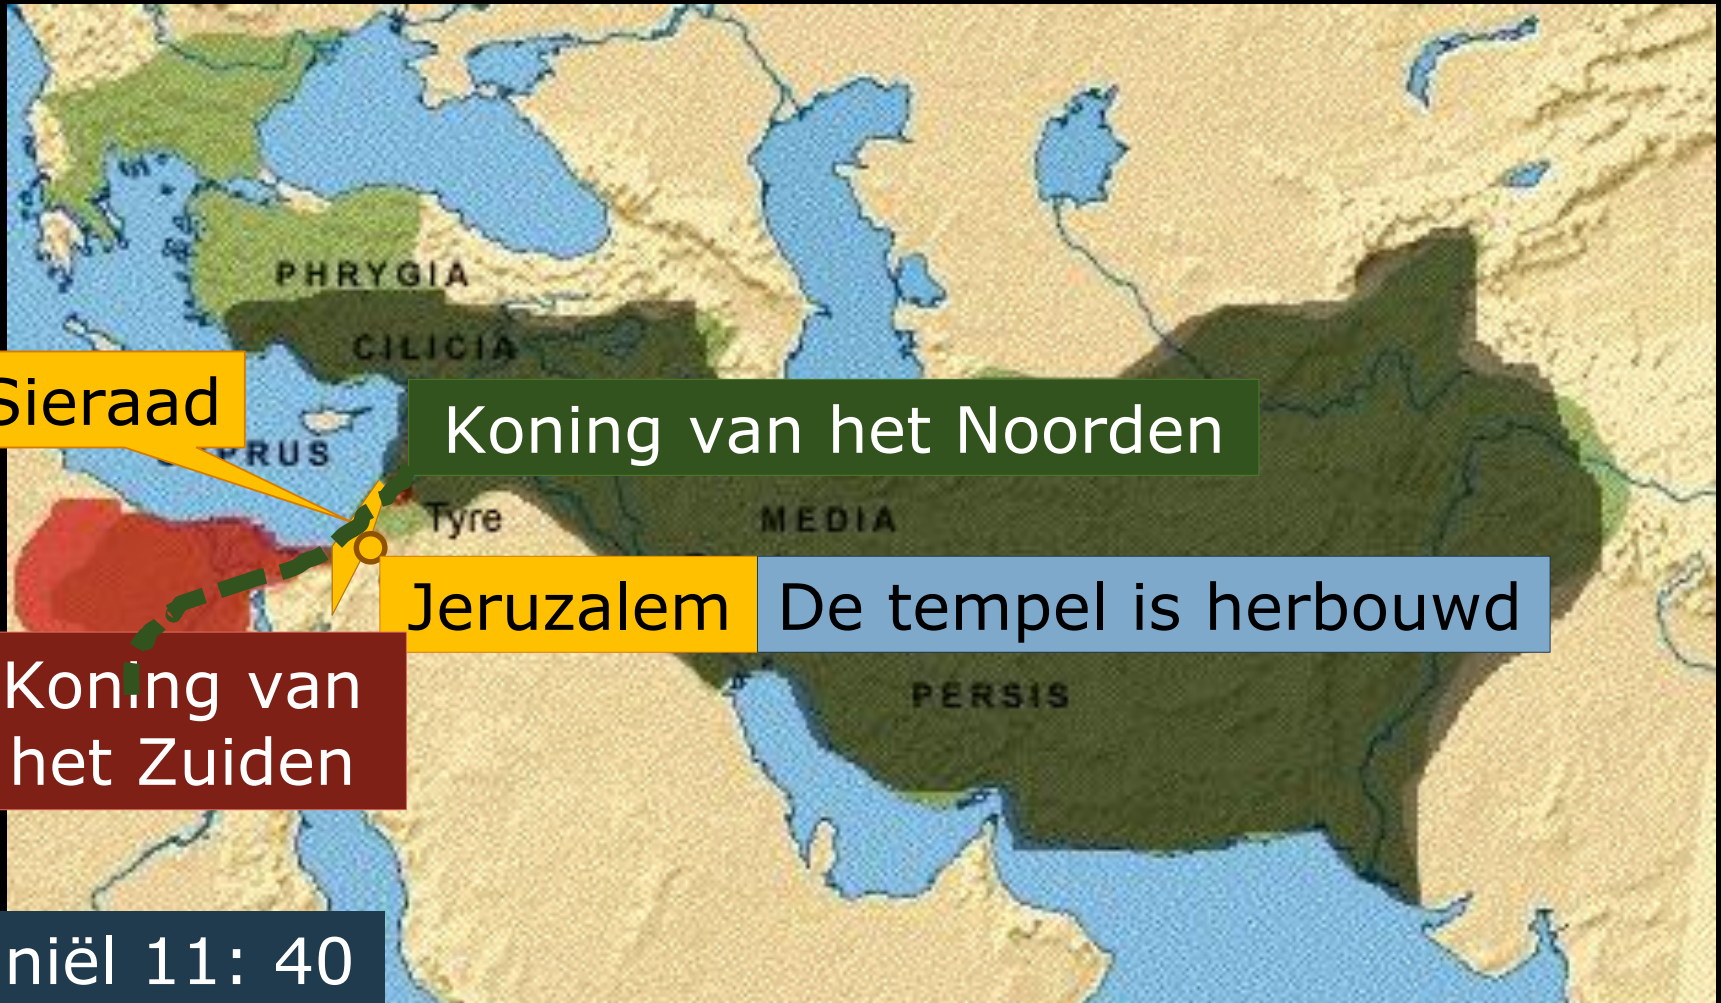 PHRYGIA
CILICIA
Sieraad
Koning van het Noorden
RUS
Tyre
MEDIA
Jeruzalem
De tempel is herbouwd
Koning van
het Zuiden
PERSIS
niël 11: 40